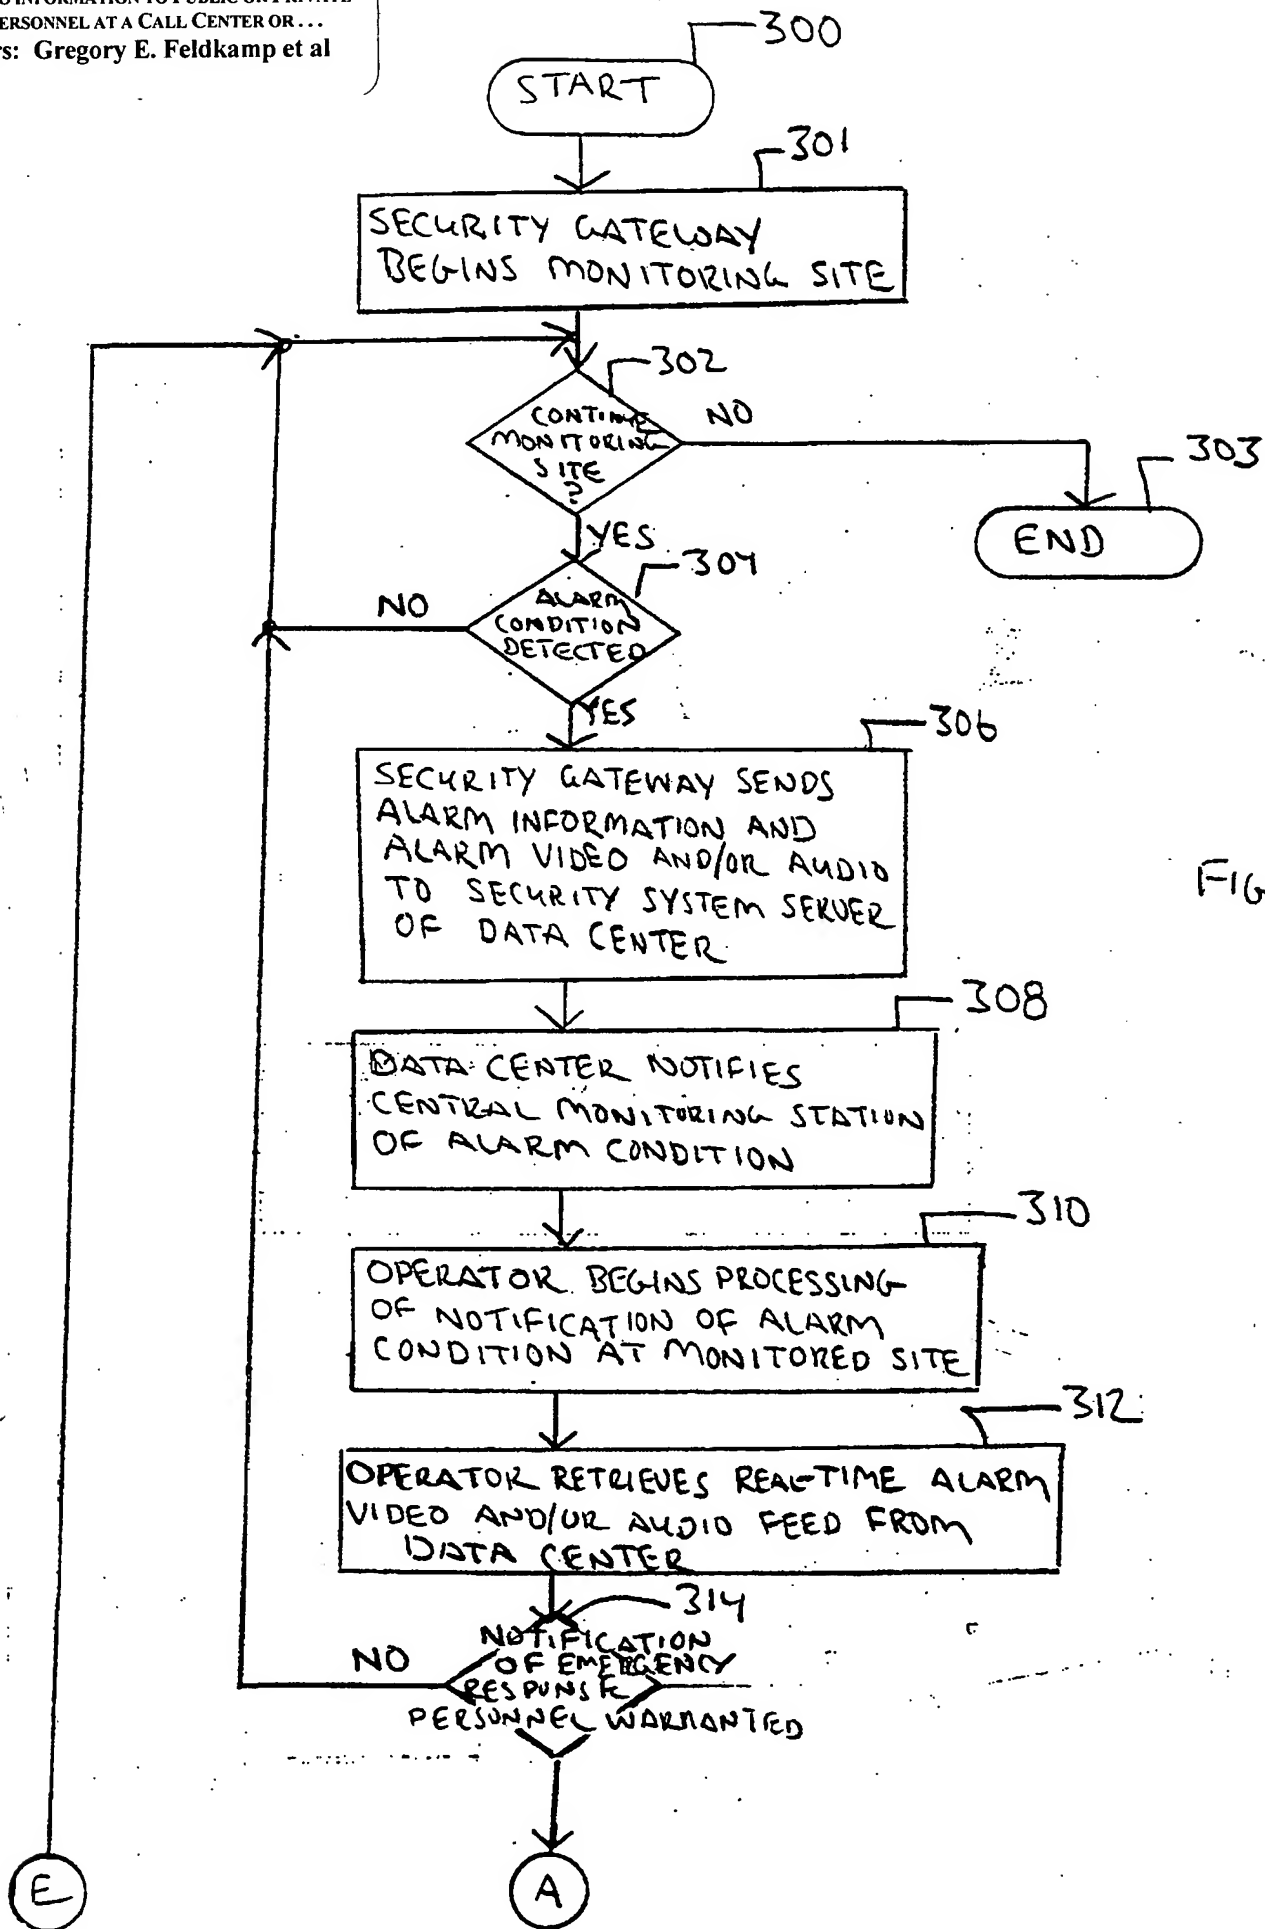 INFORMATION TO PUBLIC OR PRIVATE
PERSONNEL AT A CALL CENTER OR ...
rs: Gregory E. Feldkamp et al
300
START
301
SECURITY GATEWAY
BEGINS MONITORING SITE
302
CONTINUE
MONITORING
SITE
?
NO
303
END
YES
304
NO
ALARM
CONDITION
DETECTED
YES
306
SECURITY GATEWAY SENDS
ALARM INFORMATION AND
ALARM VIDEO AND/OR AUDIO
TO SECURITY SYSTEM SERVER
OF DATA CENTER
FIG
308
DATA CENTER NOTIFIES
CENTRAL MONITORING STATION
OF ALARM CONDITION
310
OPERATOR BEGINS PROCESSING
OF NOTIFICATION OF ALARM
CONDITION AT MONITORED SITE
312
OPERATOR RETRIEVES REAL-TIME ALARM
VIDEO AND/OR AUDIO FEED FROM
DATA CENTER
314
NO
NOTIFICATION
OF EMERGENCY
RESPONSE
PERSONNEL WARRANTED
E
A